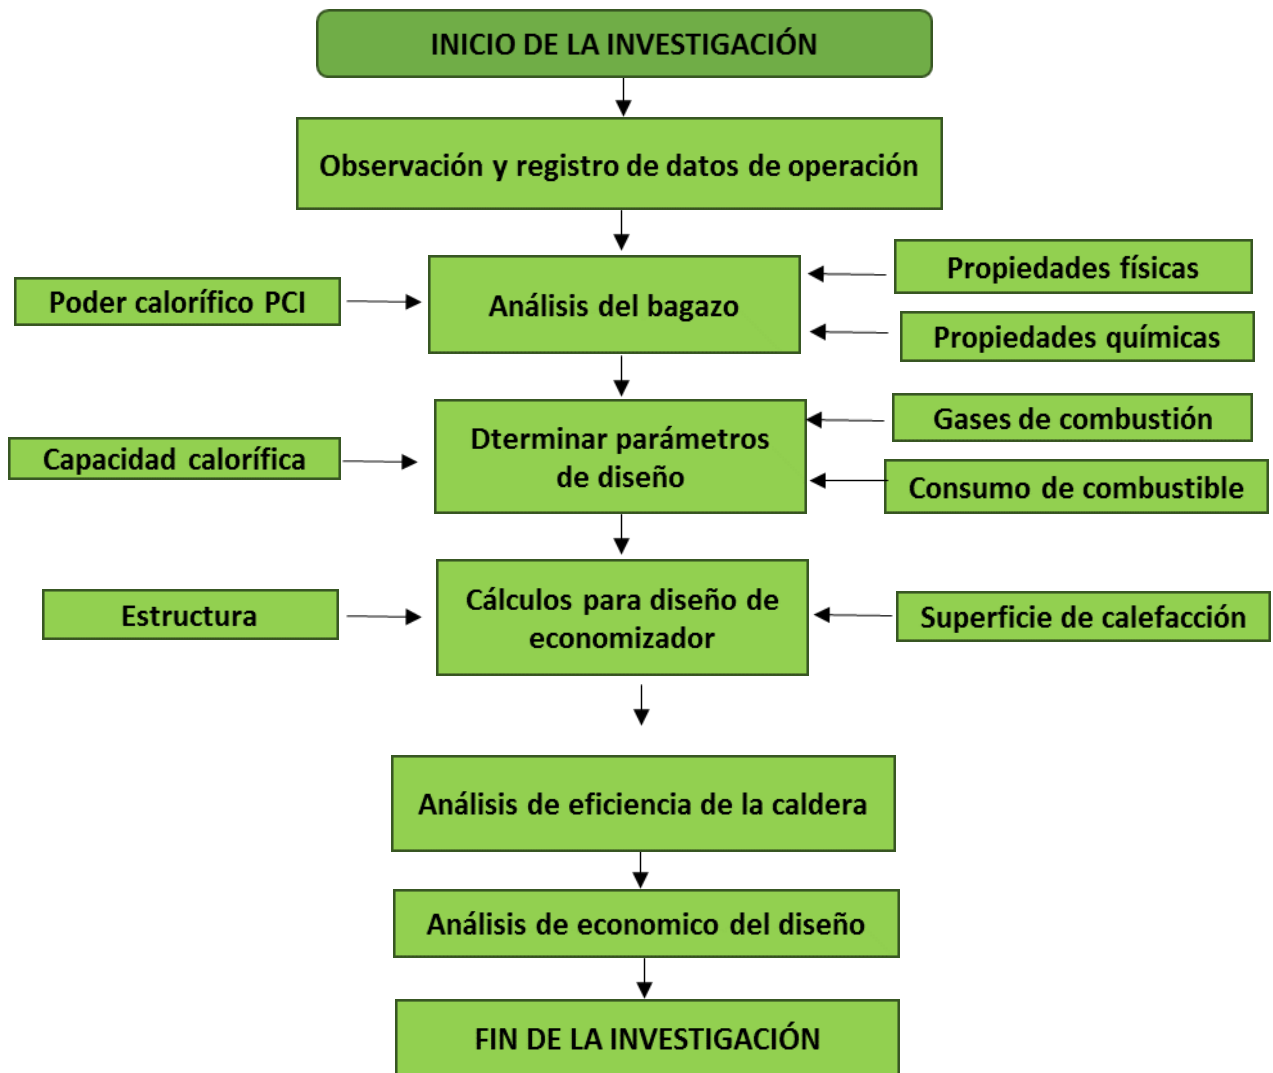 INICIO DE LA INVESTIGACIÓN
Observación y registro de datos de operación
Poder calorífico PCI
Análisis del bagazo
Propiedades físicas
Propiedades químicas
Capacidad calorífica
Dterminar parámetros
de diseño
Gases de combustión
Consumo de combustible
Estructura
Cálculos para diseño de
economizador
Superficie de calefacción
Análisis de eficiencia de la caldera
Análisis de economico del diseño
FIN DE LA INVESTIGACIÓN